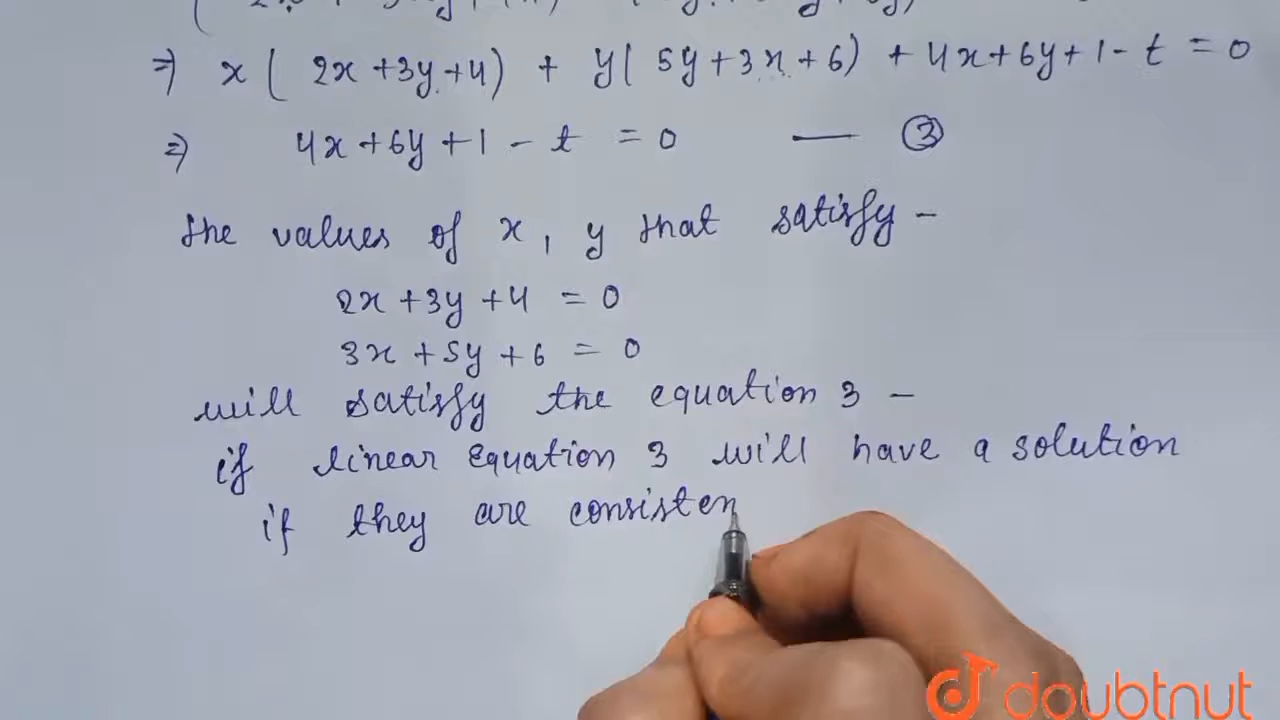 ⇒ x( 2x+3y+4) + y( 5y+3x+6) + 4x+6y+1-t = 0
⇒ 4x+6y+1-t = 0 — ③
The values of x, y that satisfy -
2x+3y+4 = 0
3x+5y+6 = 0
will satisfy the equation 3 -
if linear equation 3 will have a solution
if they are consisten
doubtnut